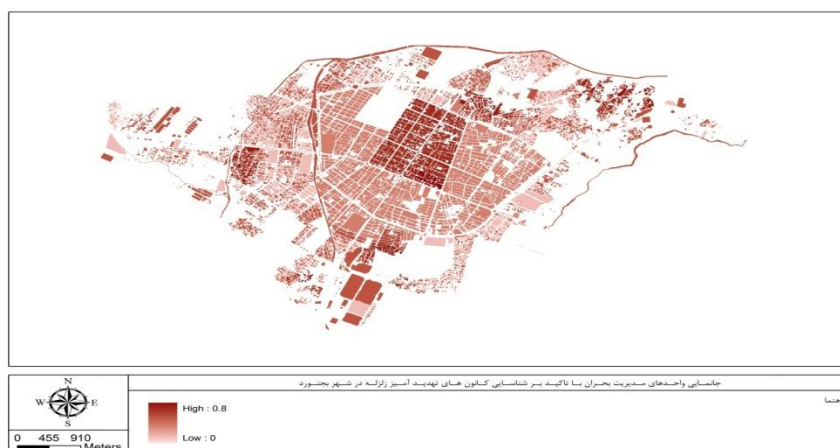 جانمایی واحدهای مدیریت بحران با تاکید بر شناسایی کانون های تهدید آمیز زلزله در شهر بجنورد
N
W E
S
High : 0.8
Low : 0
0 455 910
Meters